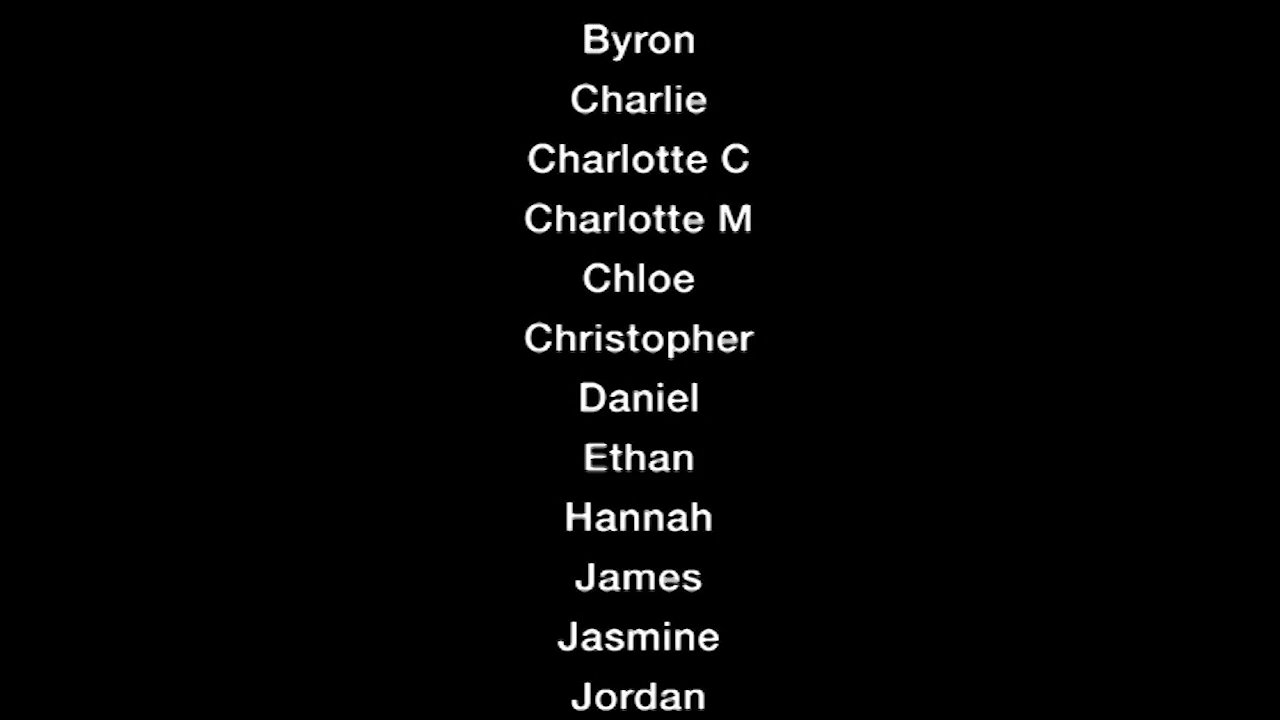 Byron
Charlie
Charlotte C
Charlotte M
Chloe
Christopher
Daniel
Ethan
Hannah
James
Jasmine
Jordan